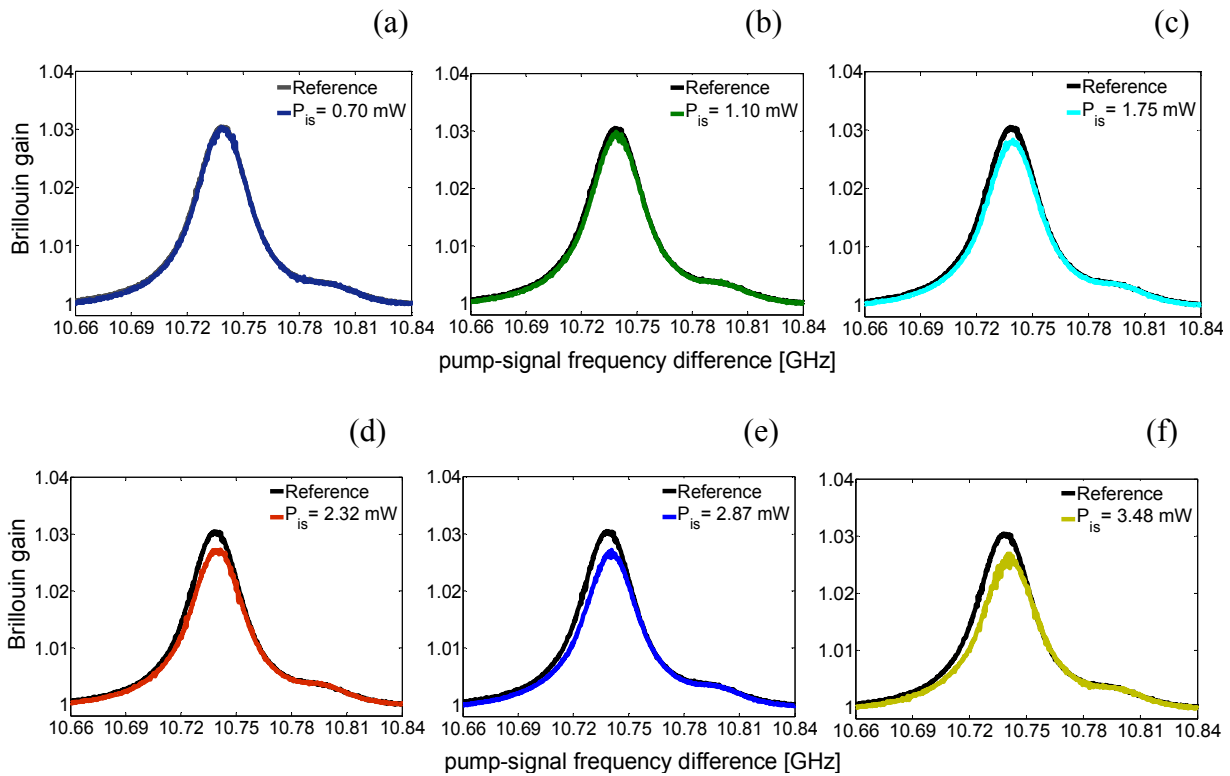 (a) (b) (c)
1.04 1.04 1.04
Reference Reference Reference
P_is= 0.70 mW P_is= 1.10 mW P_is= 1.75 mW
1.03 1.03 1.03
Brillouin gain
1.02 1.02 1.02
1.01 1.01 1.01
1 1 1
10.66 10.69 10.72 10.75 10.78 10.81 10.84 10.66 10.69 10.72 10.75 10.78 10.81 10.84 10.66 10.69 10.72 10.75 10.78 10.81 10.84
pump-signal frequency difference [GHz]
(d) (e) (f)
1.04 1.04 1.04
Reference Reference Reference
P_is= 2.32 mW P_is= 2.87 mW P_is= 3.48 mW
1.03 1.03 1.03
Brillouin gain
1.02 1.02 1.02
1.01 1.01 1.01
1 1 1
10.66 10.69 10.72 10.75 10.78 10.81 10.84 10.66 10.69 10.72 10.75 10.78 10.81 10.84 10.66 10.69 10.72 10.75 10.78 10.81 10.84
pump-signal frequency difference [GHz]